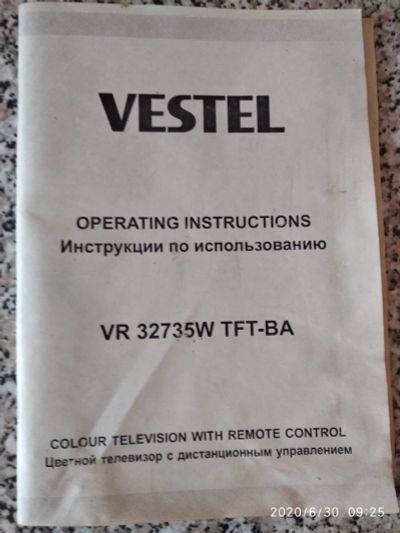 VESTEL
OPERATING INSTRUCTIONS
Инструкции по использованию
VR 32735W TFT-BA
COLOUR TELEVISION WITH REMOTE CONTROL
Цветной телевизор с дистанционным управлением
2020/6/30 09:25